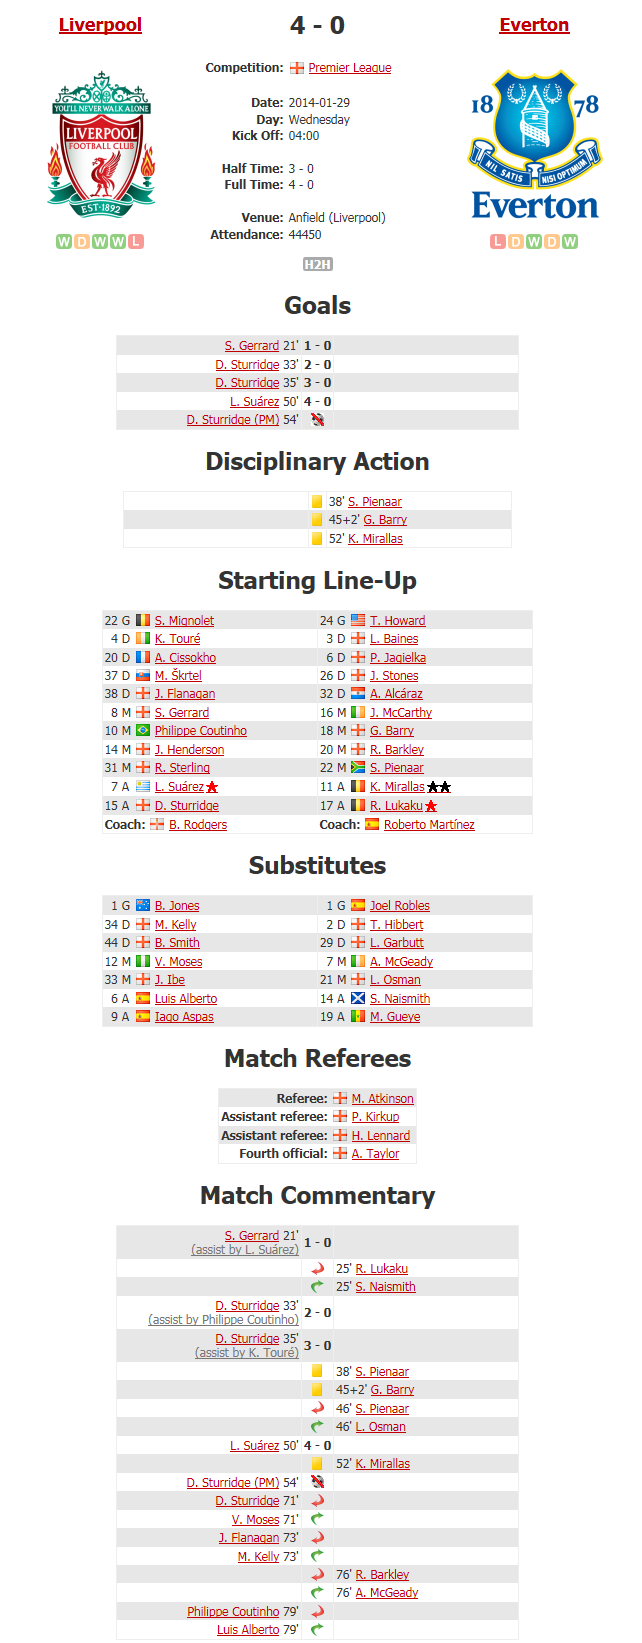 Liverpool 4 - 0 Everton
Competition: Premier League
YOU'LL NEVER WALK ALONE
LIVERPOOL
FOOTBALL CLUB
EST·1892
18 78
NIL SATIS NISI OPTIMUM
Everton
Date: 2014-01-29
Day: Wednesday
Kick Off: 04:00
Half Time: 3 - 0
Full Time: 4 - 0
Venue: Anfield (Liverpool)
Attendance: 44450
W D W W L
L D W D W
H2H
Goals
S. Gerrard 21' 1 - 0
D. Sturridge 33' 2 - 0
D. Sturridge 35' 3 - 0
L. Suárez 50' 4 - 0
D. Sturridge (PM) 54'
Disciplinary Action
38' S. Pienaar
45+2' G. Barry
52' K. Mirallas
Starting Line-Up
22 G S. Mignolet 24 G T. Howard
4 D K. Touré 3 D L. Baines
20 D A. Cissokho 6 D P. Jagielka
37 D M. Škrtel 26 D J. Stones
38 D J. Flanagan 32 D A. Alcáraz
8 M S. Gerrard 16 M J. McCarthy
10 M Philippe Coutinho 18 M G. Barry
14 M J. Henderson 20 M R. Barkley
31 M R. Sterling 22 M S. Pienaar
7 A L. Suárez 11 A K. Mirallas
15 A D. Sturridge 17 A R. Lukaku
Coach: B. Rodgers Coach: Roberto Martínez
Substitutes
1 G B. Jones 1 G Joel Robles
34 D M. Kelly 2 D T. Hibbert
44 D B. Smith 29 D L. Garbutt
12 M V. Moses 7 M A. McGeady
33 M J. Ibe 21 M L. Osman
6 A Luis Alberto 14 A S. Naismith
9 A Iago Aspas 19 A M. Gueye
Match Referees
Referee: M. Atkinson
Assistant referee: P. Kirkup
Assistant referee: H. Lennard
Fourth official: A. Taylor
Match Commentary
S. Gerrard 21' 1 - 0
(assist by L. Suárez)
25' R. Lukaku
25' S. Naismith
D. Sturridge 33' 2 - 0
(assist by Philippe Coutinho)
D. Sturridge 35' 3 - 0
(assist by K. Touré)
38' S. Pienaar
45+2' G. Barry
46' S. Pienaar
46' L. Osman
L. Suárez 50' 4 - 0
52' K. Mirallas
D. Sturridge (PM) 54'
D. Sturridge 71'
V. Moses 71'
J. Flanagan 73'
M. Kelly 73'
76' R. Barkley
76' A. McGeady
Philippe Coutinho 79'
Luis Alberto 79'